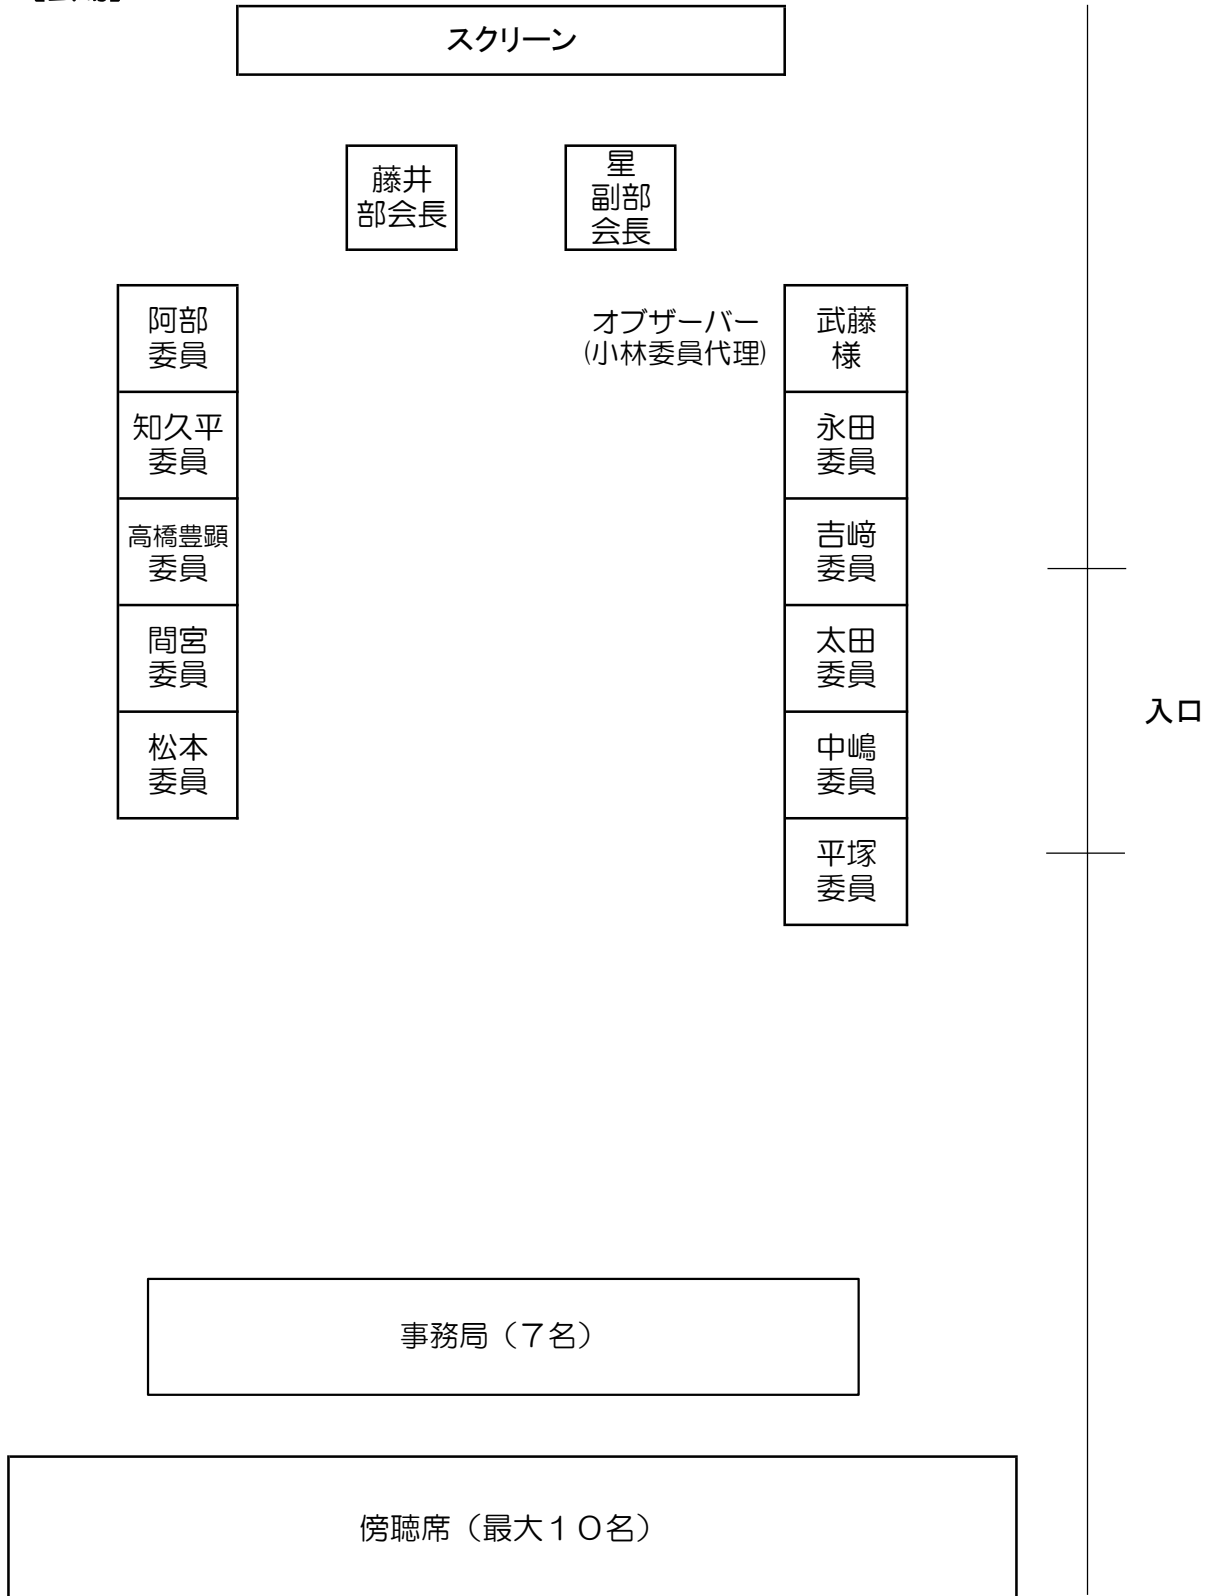 スクリーン
藤井
部会長
星
副部
会長
阿部
委員
オブザーバー
(小林委員代理)
武藤
様
知久平
委員
永田
委員
高橋豊顕
委員
吉﨑
委員
間宮
委員
太田
委員
入口
松本
委員
中嶋
委員
平塚
委員
事務局（７名）
傍聴席（最大１０名）